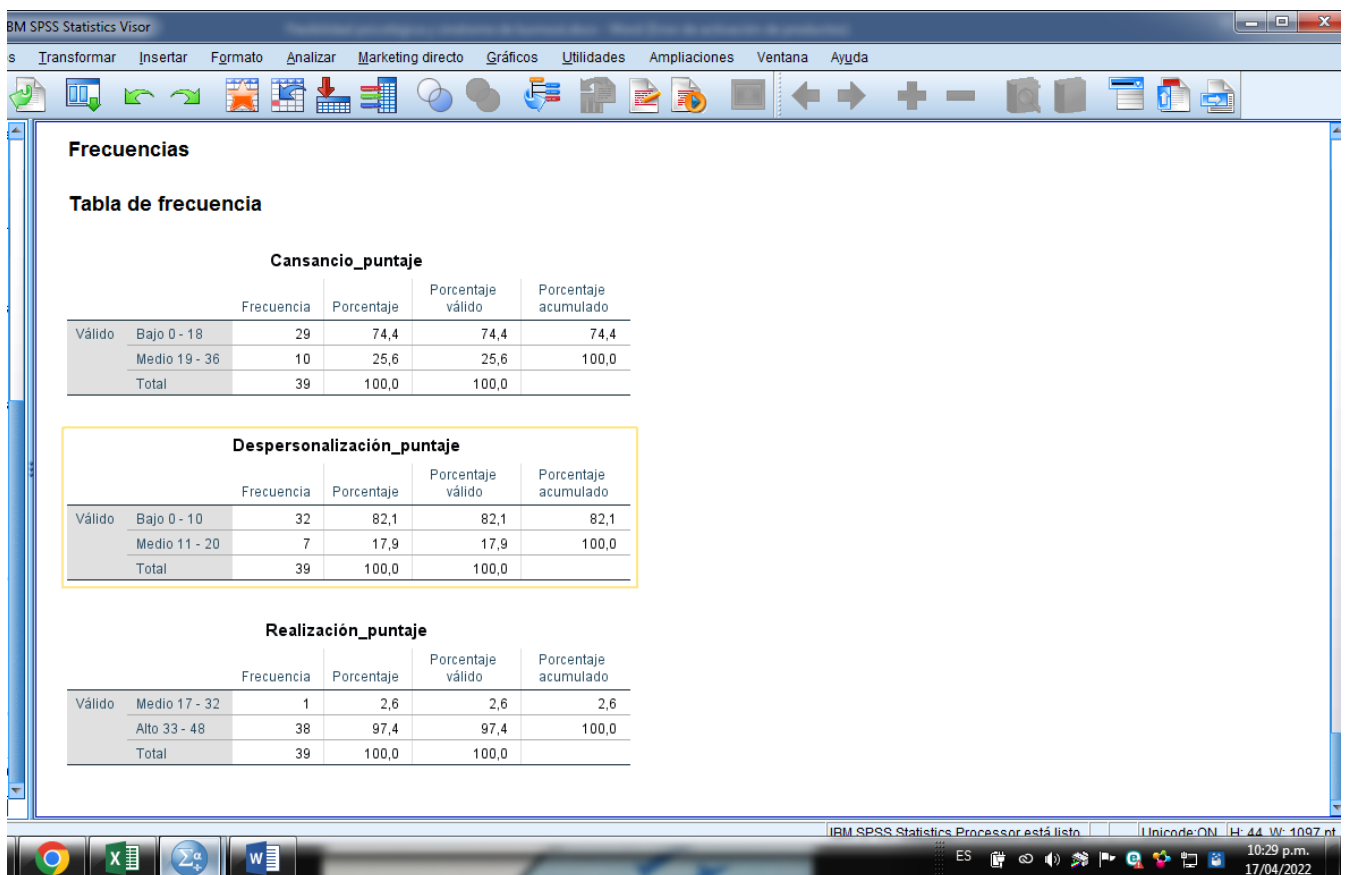 BM SPSS Statistics Visor
s Transformar Insertar Formato Analizar Marketing directo Gráficos Utilidades Ampliaciones Ventana Ayuda
Frecuencias
Tabla de frecuencia
Cansancio_puntaje
Frecuencia Porcentaje Porcentaje válido Porcentaje acumulado
Válido Bajo 0 - 18 29 74,4 74,4 74,4
Medio 19 - 36 10 25,6 25,6 100,0
Total 39 100,0 100,0
Despersonalización_puntaje
Frecuencia Porcentaje Porcentaje válido Porcentaje acumulado
Válido Bajo 0 - 10 32 82,1 82,1 82,1
Medio 11 - 20 7 17,9 17,9 100,0
Total 39 100,0 100,0
Realización_puntaje
Frecuencia Porcentaje Porcentaje válido Porcentaje acumulado
Válido Medio 17 - 32 1 2,6 2,6 2,6
Alto 33 - 48 38 97,4 97,4 100,0
Total 39 100,0 100,0
IBM SPSS Statistics Processor está listo Unicode:ON H: 44, W: 1097 pt
ES 10:29 p.m.
17/04/2022